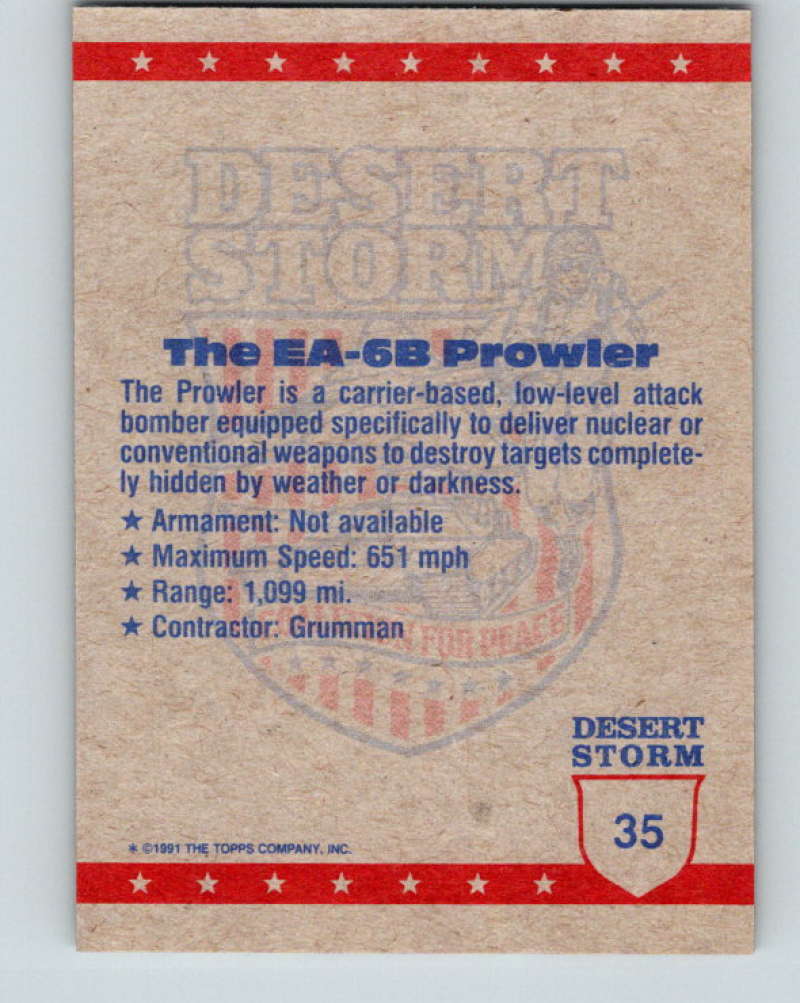 DESERT
STORM
The EA-6B Prowler
The Prowler is a carrier-based, low-level attack
bomber equipped specifically to deliver nuclear or
conventional weapons to destroy targets complete-
ly hidden by weather or darkness.
★ Armament: Not available
★ Maximum Speed: 651 mph
★ Range: 1,099 mi.
★ Contractor: Grumman
FOR PEACE
DESERT
STORM
35
* ©1991 THE TOPPS COMPANY, INC.